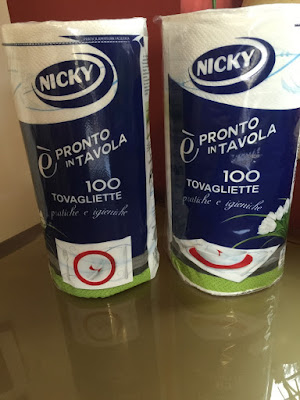 NICKY
è PRONTO
IN TAVOLA
100
TOVAGLIETTE
pratiche e igieniche
NICKY
è PRONTO
IN TAVOLA
100
TOVAGLIETTE
pratiche e igieniche